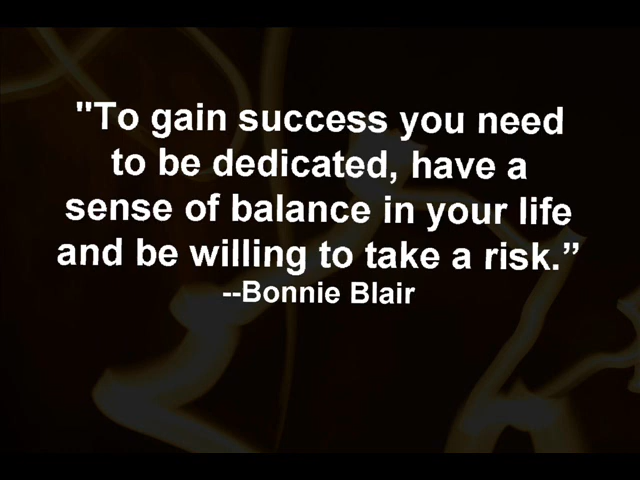 "To gain success you need
to be dedicated, have a
sense of balance in your life
and be willing to take a risk.”
--Bonnie Blair